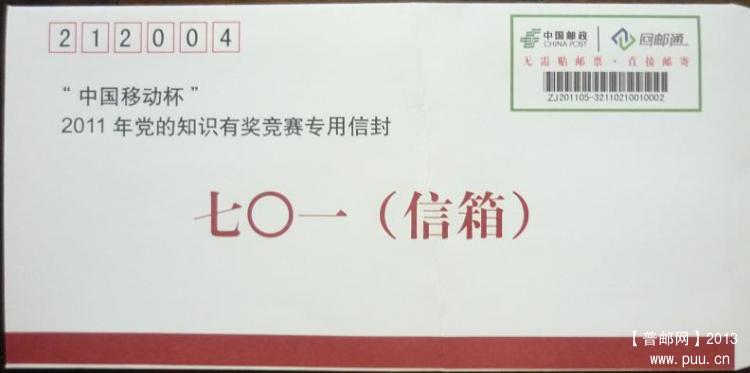 212004
中国邮政
CHINA POST
回邮通
无需贴邮票·直接邮寄
ZJ201105-32110210010002
“中国移动杯”
2011年党的知识有奖竞赛专用信封
七〇一（信箱）
【普邮网】2013
www.puu.cn